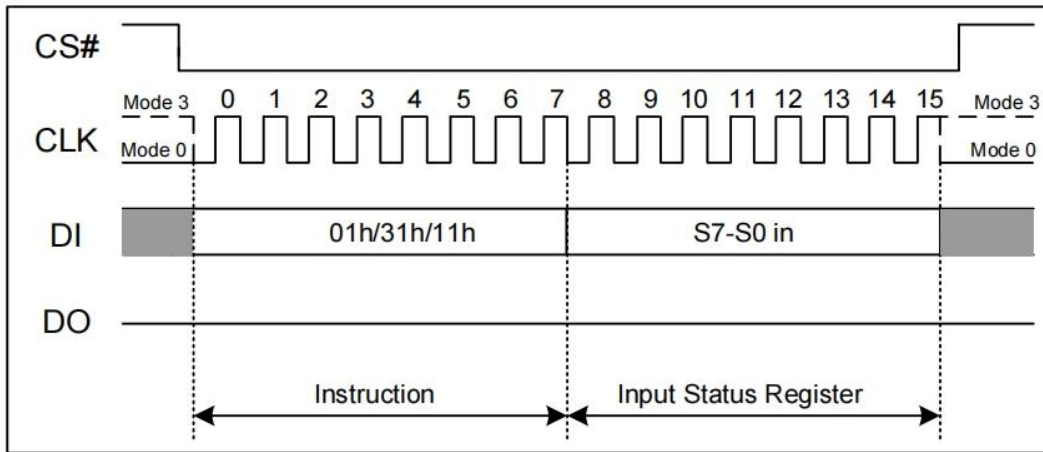 CS#
Mode 3 0 1 2 3 4 5 6 7 8 9 10 11 12 13 14 15 Mode 3
CLK
Mode 0 Mode 0
DI 01h/31h/11h S7-S0 in
DO
Instruction Input Status Register